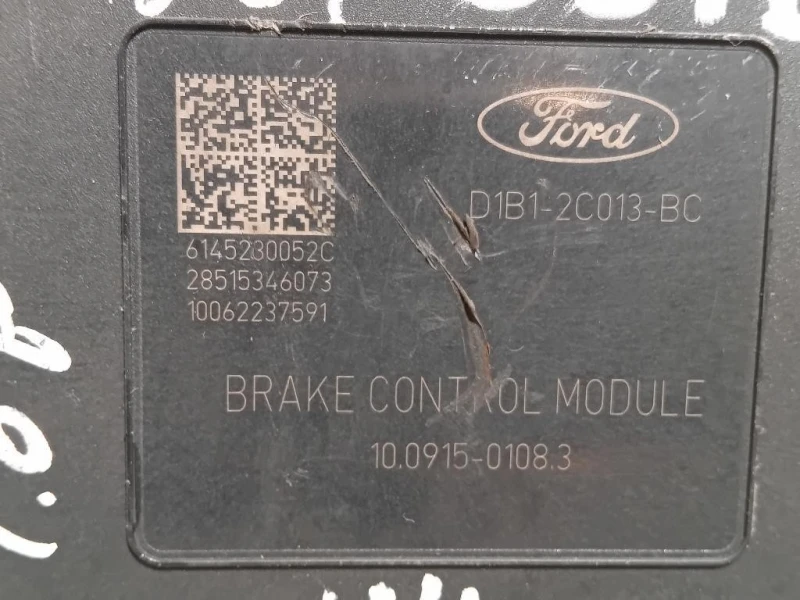 Ford
D1B1-2C013-BC
6145230052C
28515346073
10062237591
BRAKE CONTROL MODULE
10.0915-0108.3